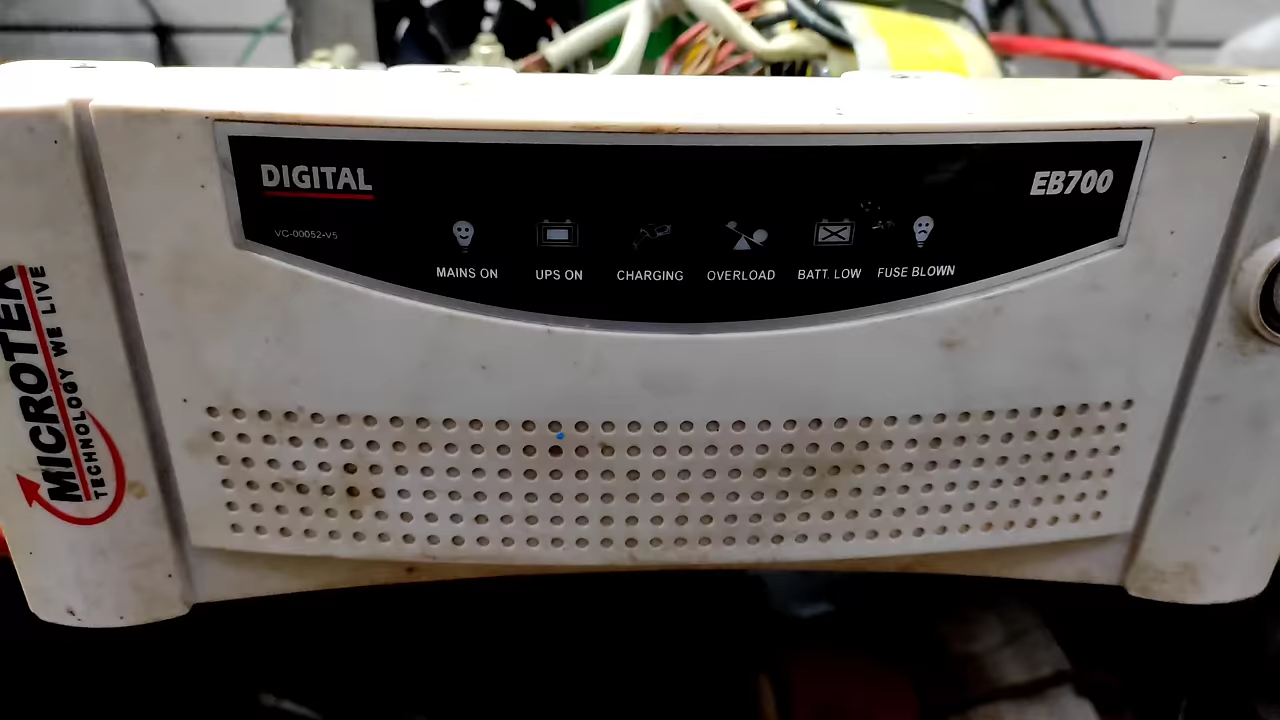 DIGITAL
EB700
VC-00052-V5
MAINS ON
UPS ON
CHARGING
OVERLOAD
BATT. LOW
FUSE BLOWN
MICROTEK
TECHNOLOGY WE LIVE